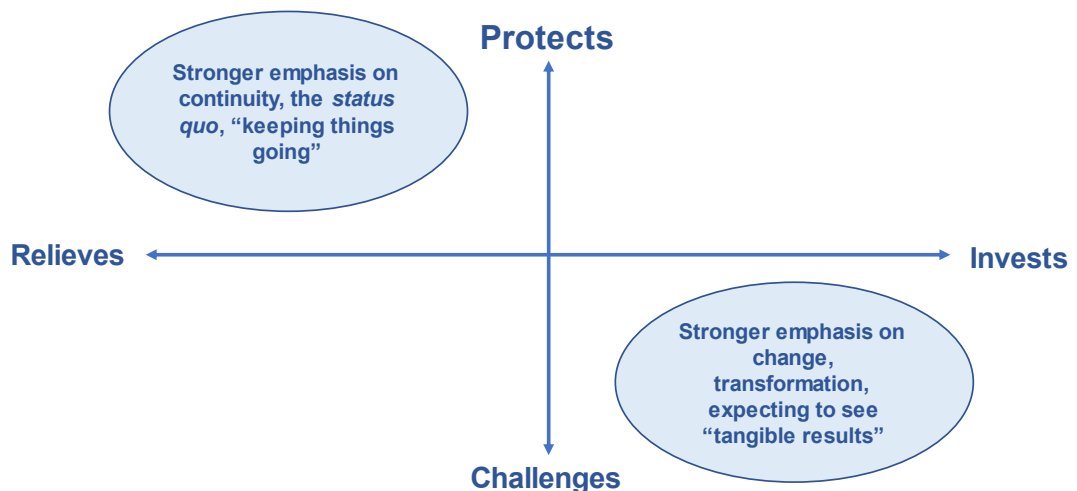 Protects
Stronger emphasis on
continuity, the status
quo, “keeping things
going”
Relieves
Invests
Stronger emphasis on
change,
transformation,
expecting to see
“tangible results”
Challenges